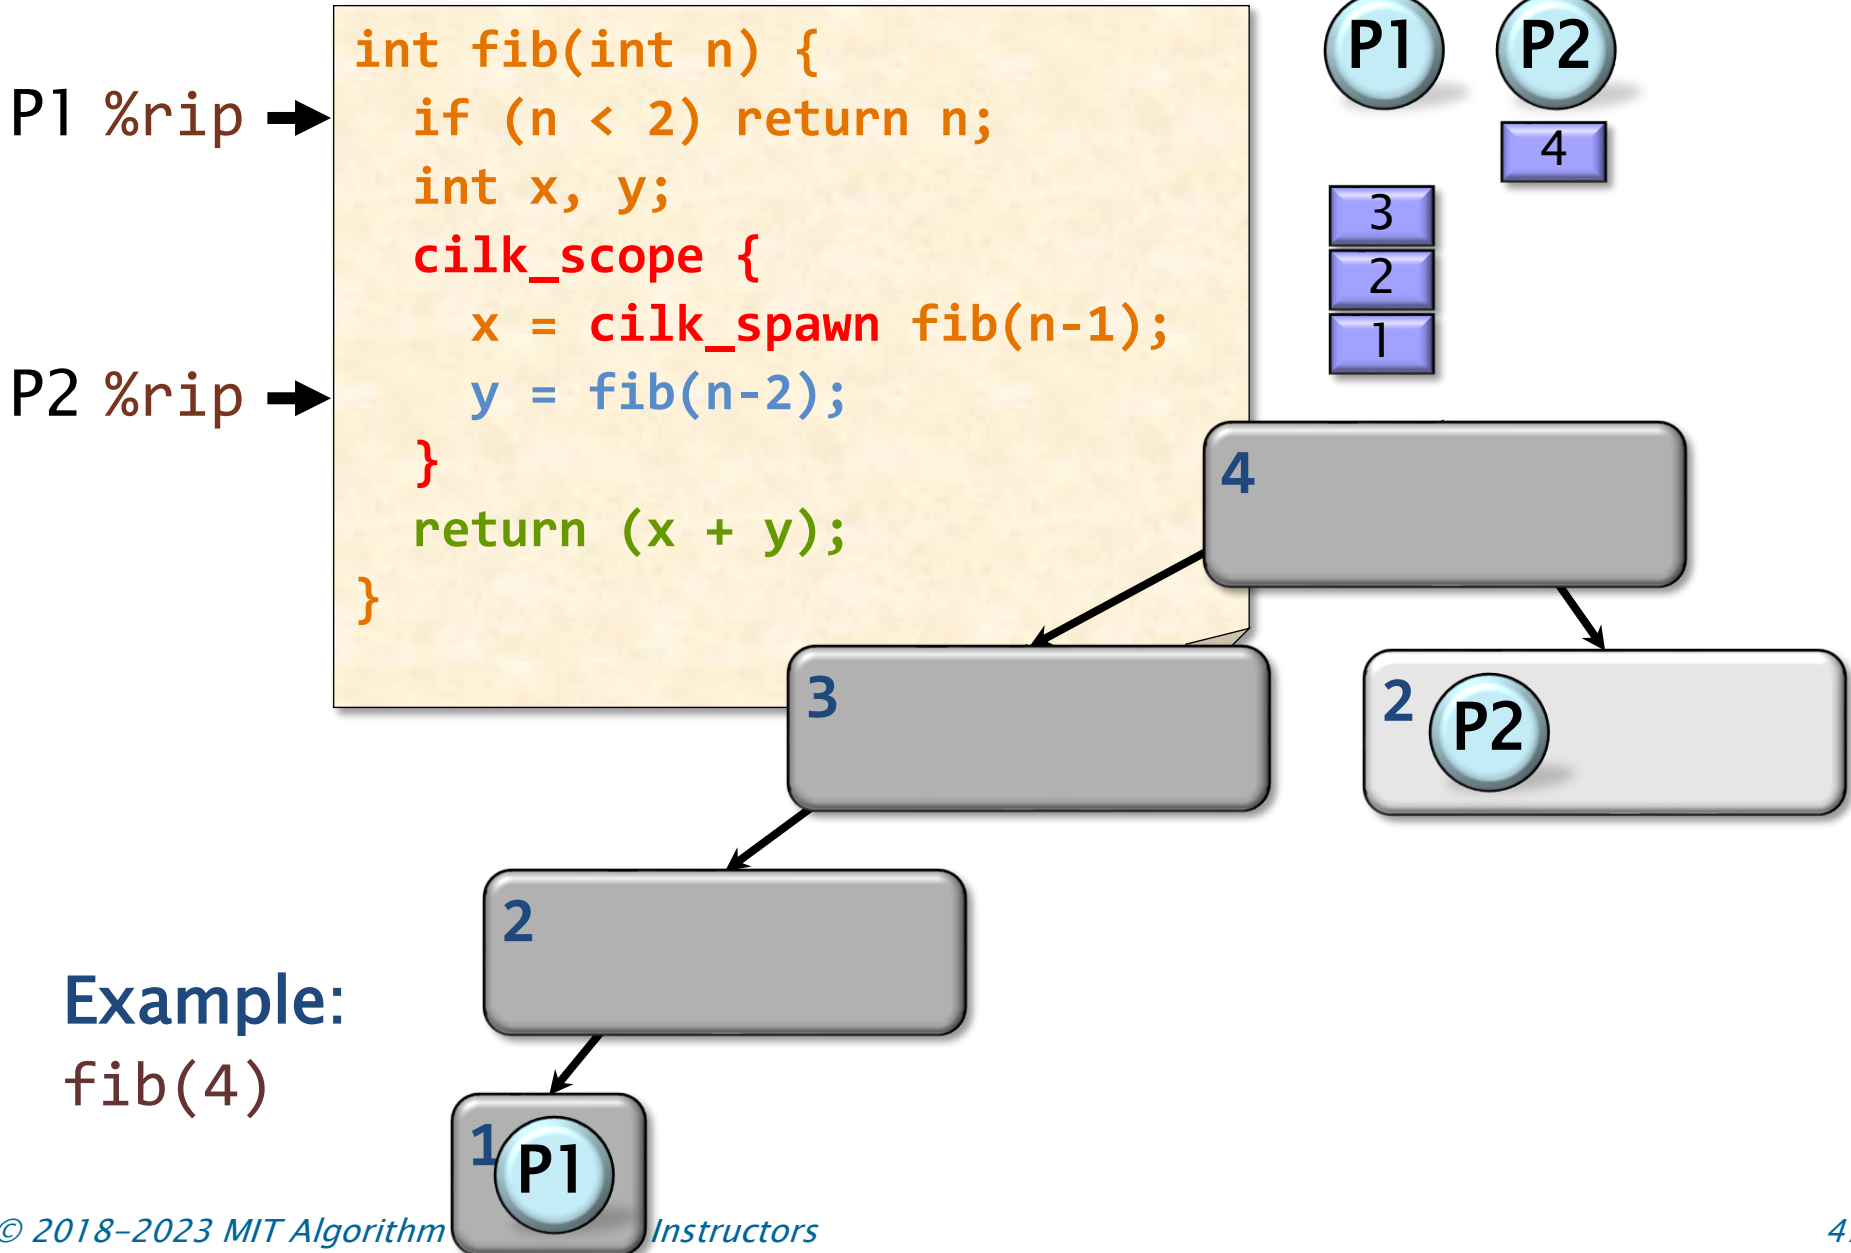 int fib(int n) {
P1 %rip
if (n < 2) return n;
int x, y;
cilk_scope {
x = cilk_spawn fib(n-1);
P2 %rip
y = fib(n-2);
}
return (x + y);
}
P1
P2
4
3
2
1
4
3
2
P2
2
1
P1
Example:
fib(4)
© 2018–2023 MIT Algorithm
Instructors